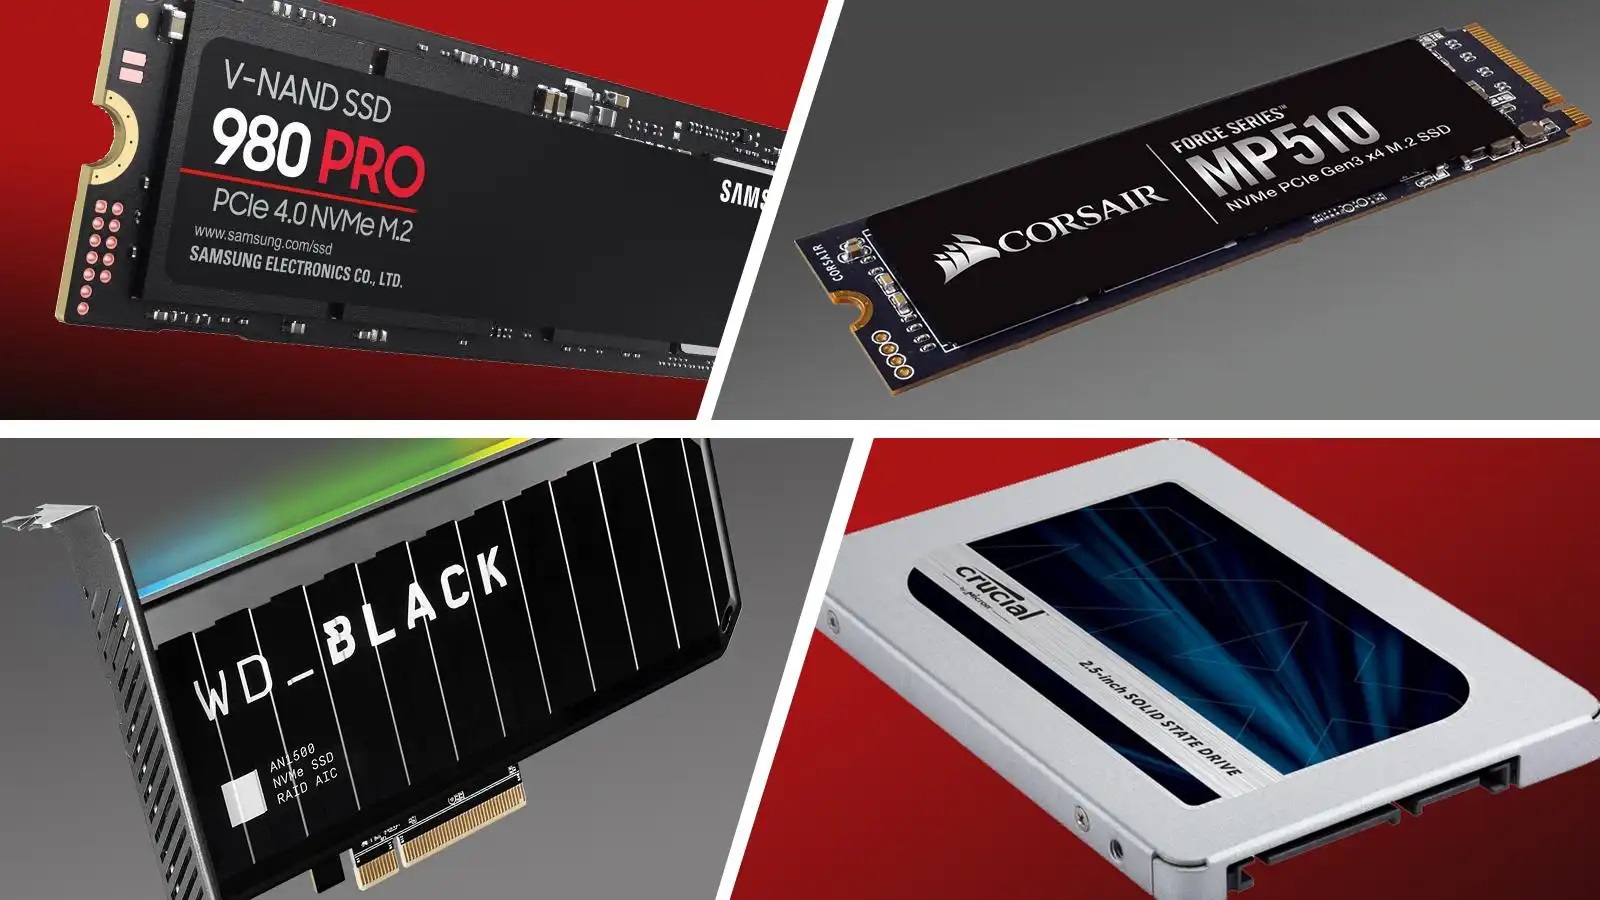 V-NAND SSD
980 PRO
PCIe 4.0 NVMe M.2
www.samsung.com/ssd
SAMSUNG ELECTRONICS CO., LTD.
SAMS
FORCE SERIES™
MP510
NVMe PCIe Gen3 x4 M.2 SSD
CORSAIR
CORSAIR
WD_BLACK
AN1500
NVMe SSD
RAID AIC
crucial
by Micron
2.5-inch SOLID STATE DRIVE